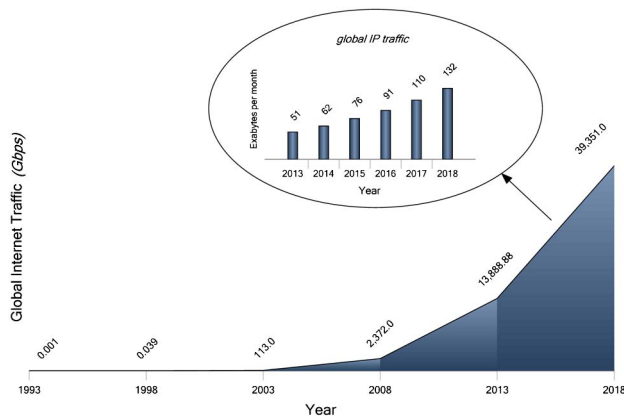 global IP traffic
Exabytes per month
51 62 76 91 110 132
2013 2014 2015 2016 2017 2018
Year
Global Internet Traffic (Gbps)
0.001 0.039 113.0 2,372.0 13,888.88 39,351.0
1993 1998 2003 2008 2013 2018
Year